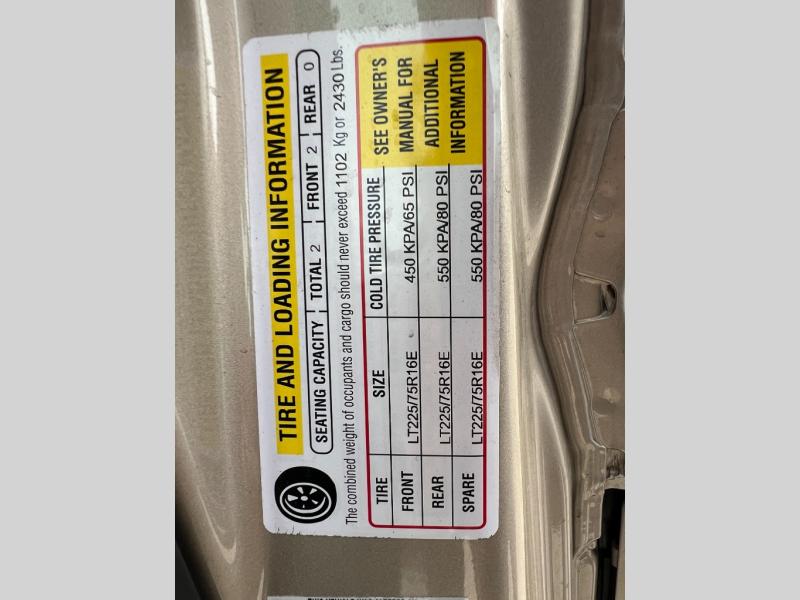 TIRE AND LOADING INFORMATION
SEATING CAPACITY TOTAL 2 FRONT 2 REAR 0
The combined weight of occupants and cargo should never exceed 1102 Kg or 2430 Lbs.
TIRE SIZE COLD TIRE PRESSURE SEE OWNER'S
FRONT LT225/75R16E 450 KPA/65 PSI MANUAL FOR
REAR LT225/75R16E 550 KPA/80 PSI ADDITIONAL
SPARE LT225/75R16E 550 KPA/80 PSI INFORMATION